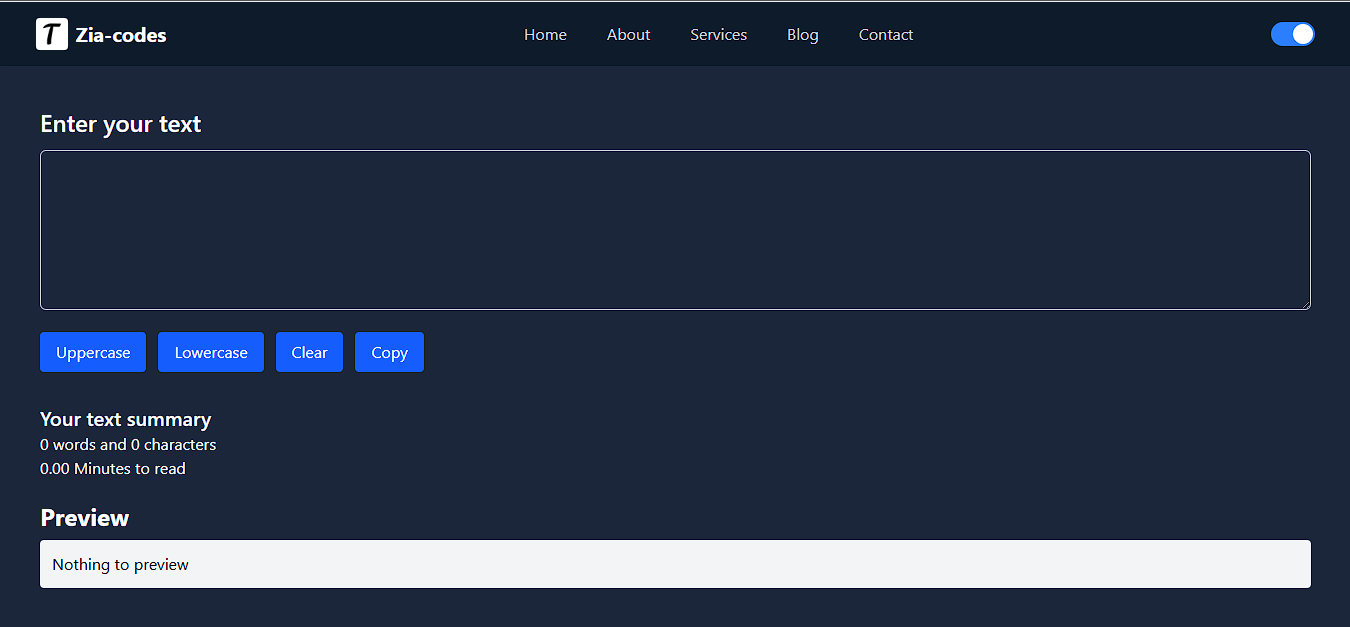 T Zia-codes Home About Services Blog Contact
Enter your text
Uppercase Lowercase Clear Copy
Your text summary
0 words and 0 characters
0.00 Minutes to read
Preview
Nothing to preview